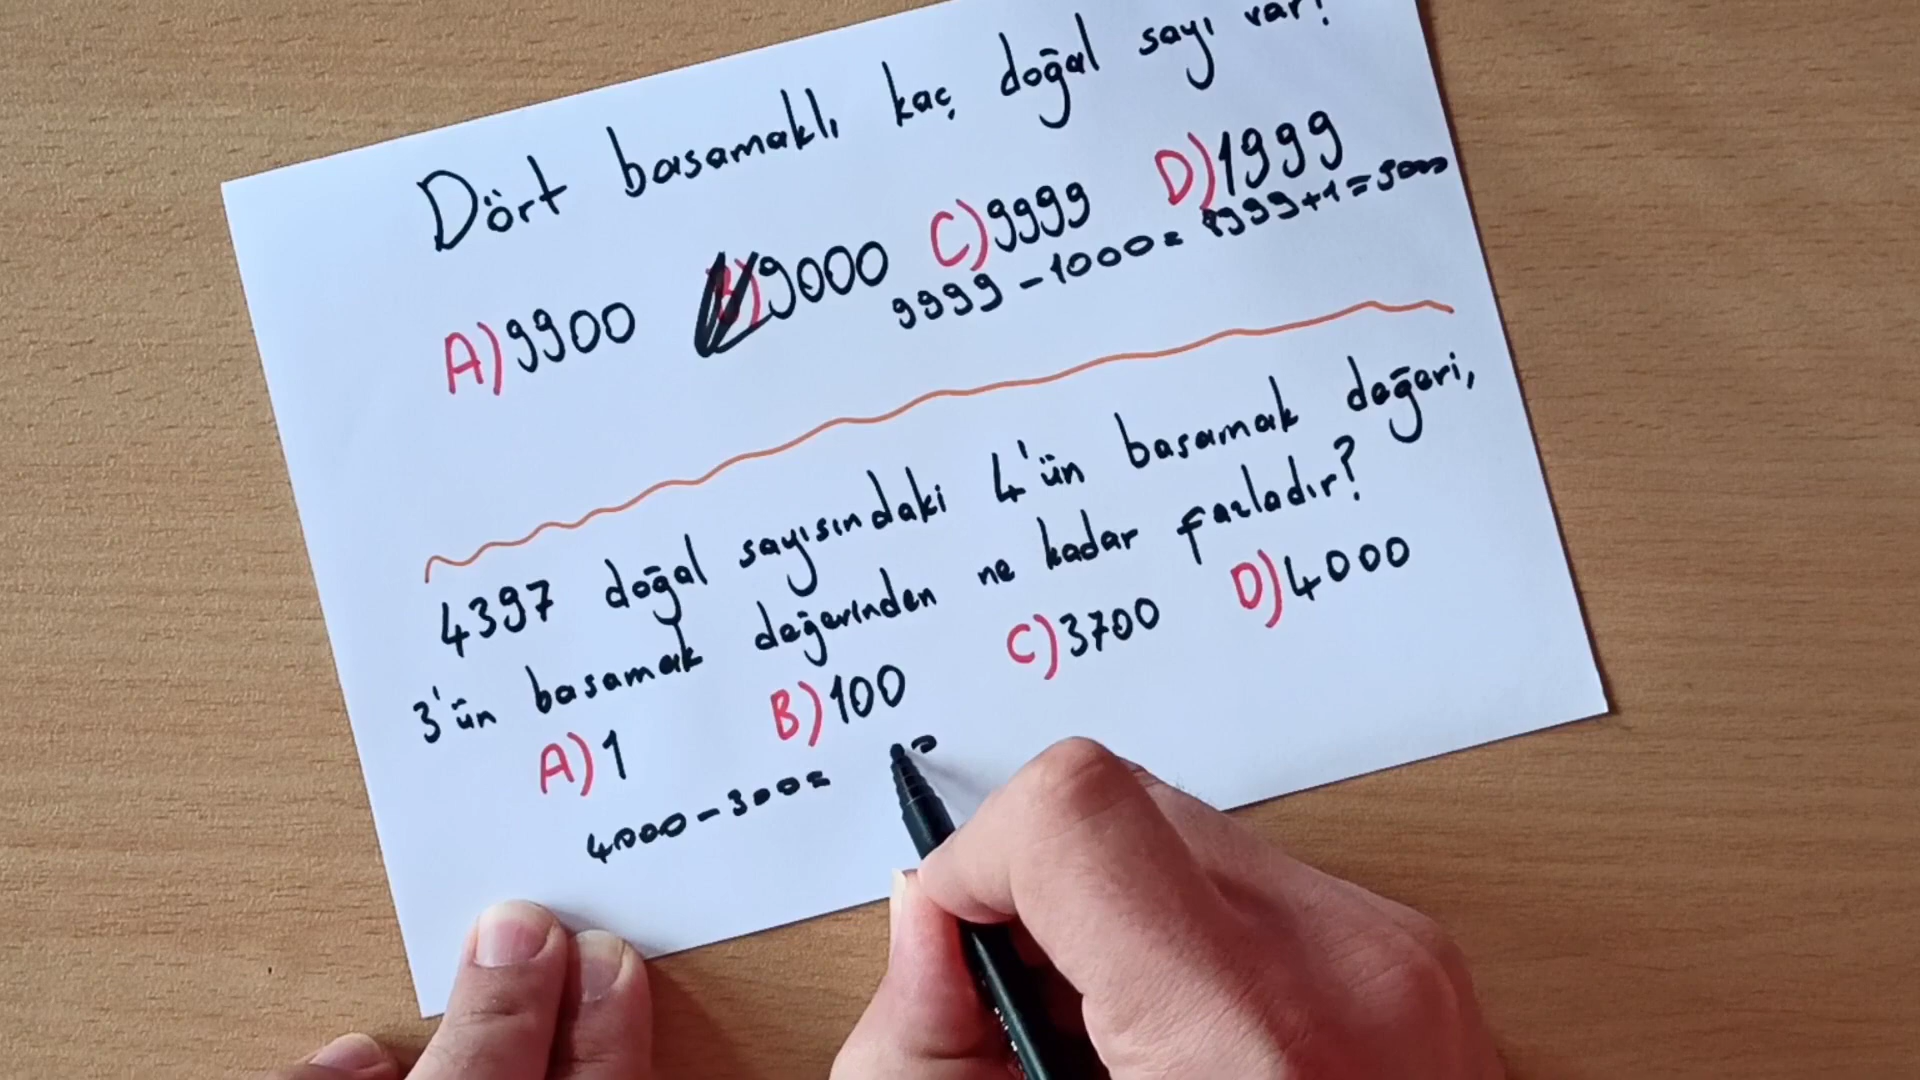 Dört basamaklı kaç doğal sayı var?
A) 9900 B) 9000 C) 9999 D) 1999
9999 - 1000 = 8999 + 1 = 9000
4397 doğal sayısındaki 4'ün basamak değeri,
3'ün basamak değerinden ne kadar fazladır?
A) 1 B) 100 C) 3700 D) 4000
4000 - 300 =